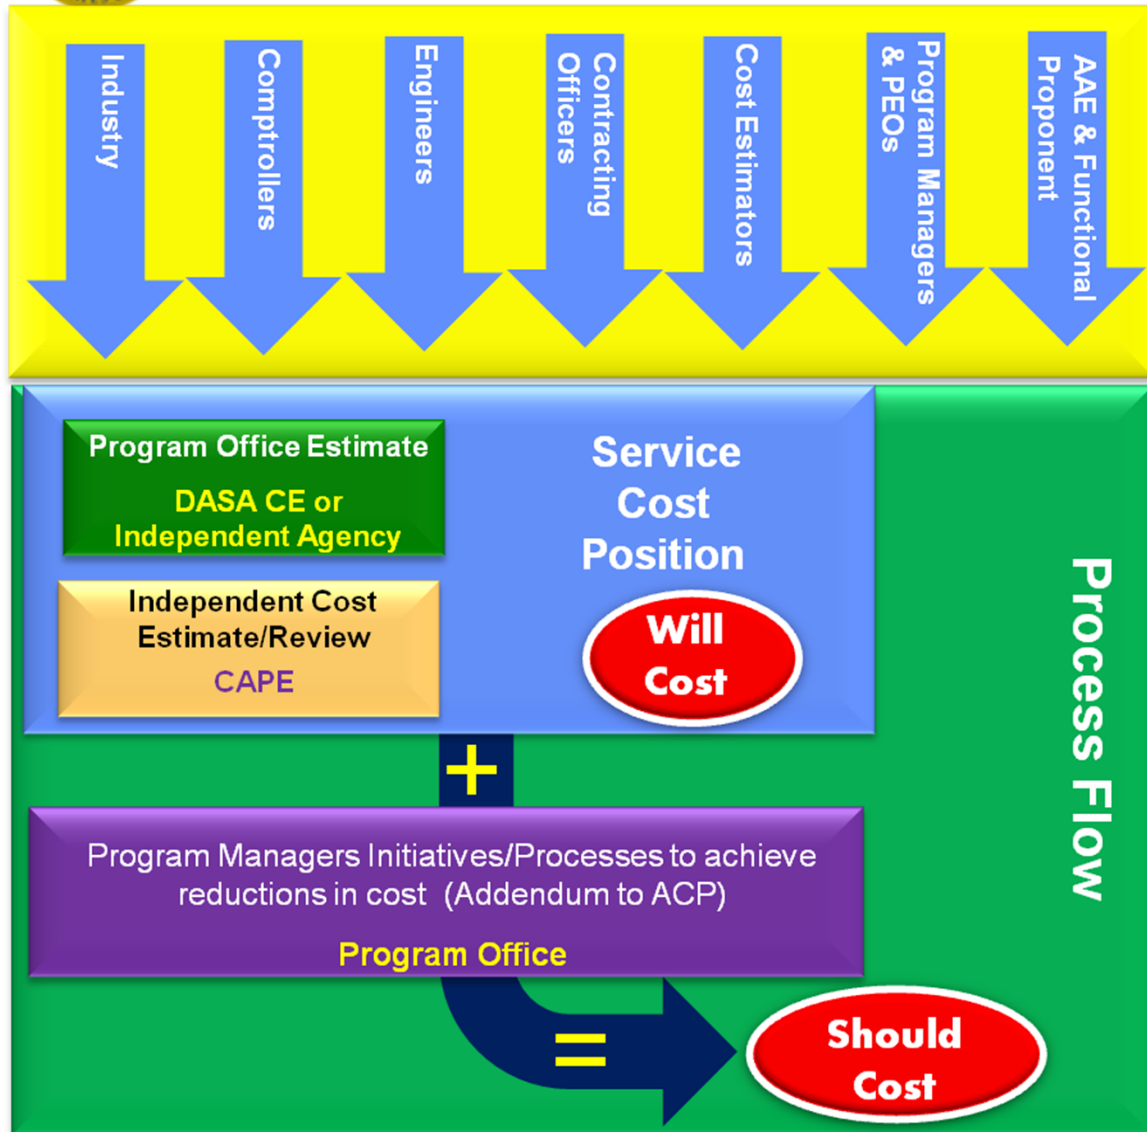 Industry
Comptrollers
Engineers
Contracting
Officers
Cost Estimators
Program Managers
& PEOs
AAE & Functional
Proponent
Program Office Estimate
DASA CE or
Independent Agency
Independent Cost
Estimate/Review
CAPE
Service
Cost
Position
Will
Cost
+
Program Managers Initiatives/Processes to achieve
reductions in cost (Addendum to ACP)
Program Office
=
Should
Cost
Process Flow